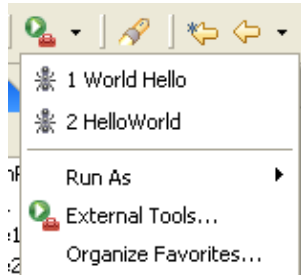 1 World Hello
2 HelloWorld
Run As
External Tools...
Organize Favorites...